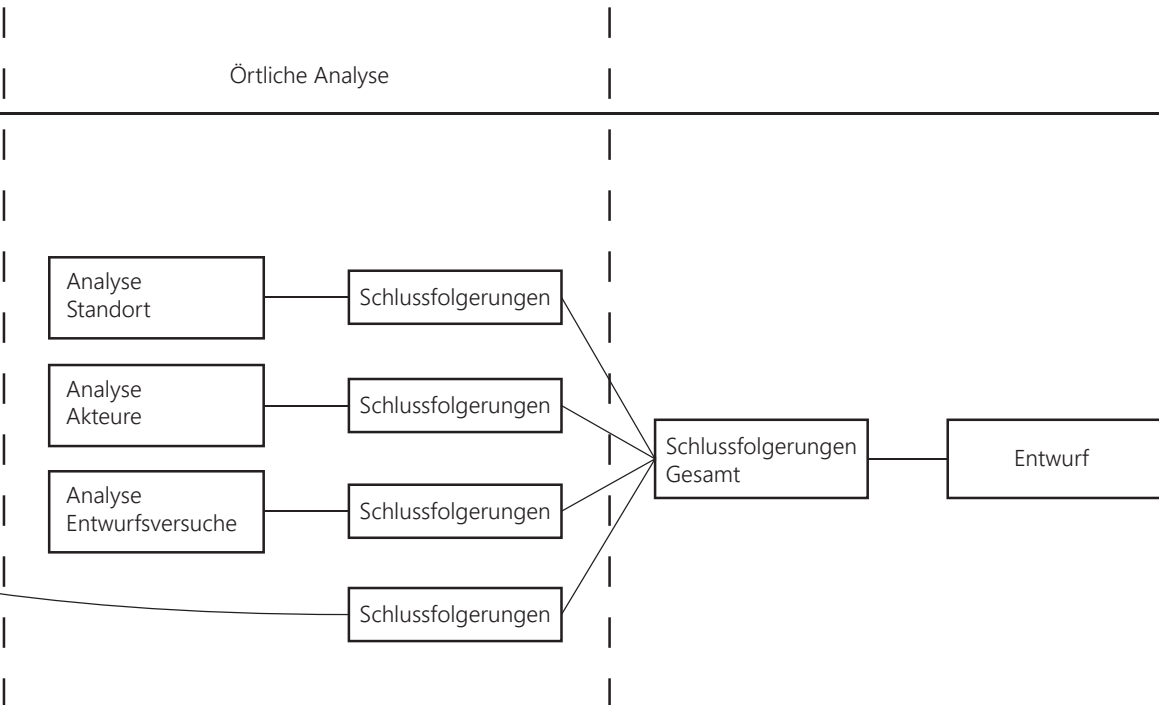 Örtliche Analyse
Analyse
Standort
Schlussfolgerungen
Analyse
Akteure
Schlussfolgerungen
Analyse
Entwurfsversuche
Schlussfolgerungen
Schlussfolgerungen
Schlussfolgerungen
Gesamt
Entwurf